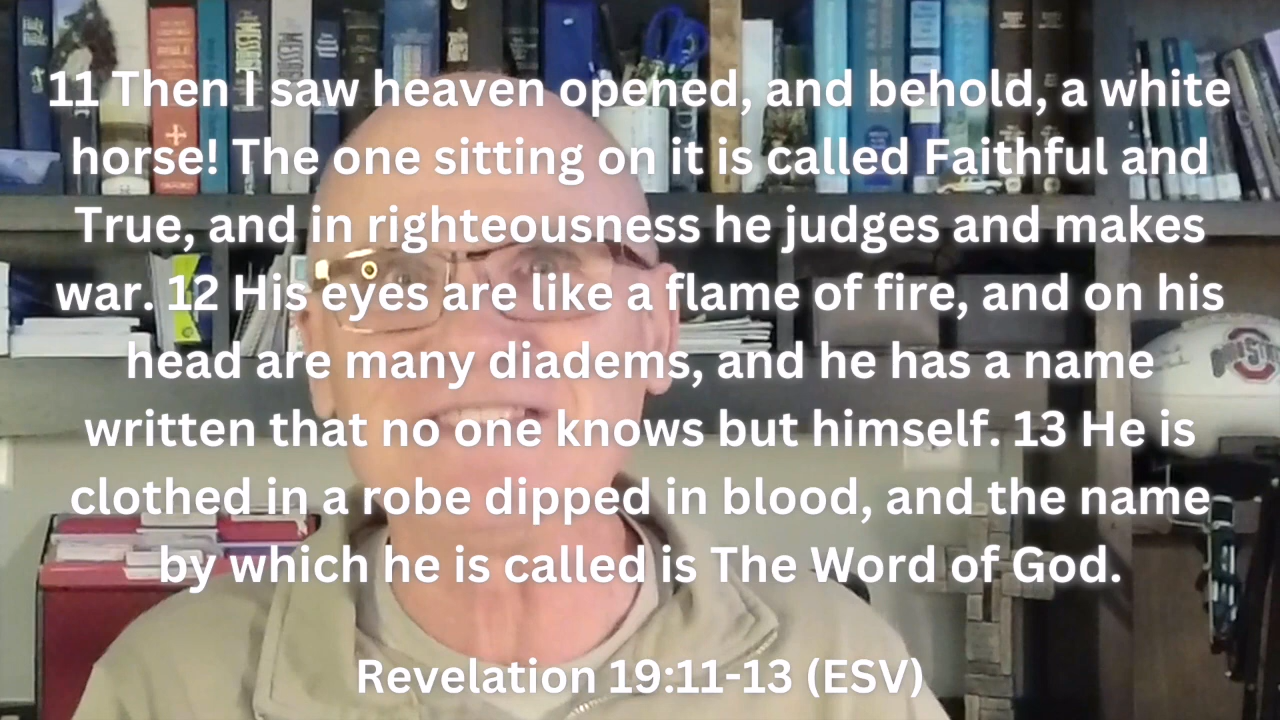 11 Then I saw heaven opened, and behold, a white
horse! The one sitting on it is called Faithful and
True, and in righteousness he judges and makes
war. 12 His eyes are like a flame of fire, and on his
head are many diadems, and he has a name
written that no one knows but himself. 13 He is
clothed in a robe dipped in blood, and the name
by which he is called is The Word of God.
Revelation 19:11-13 (ESV)
Holy
BIBLE
MESSAGE